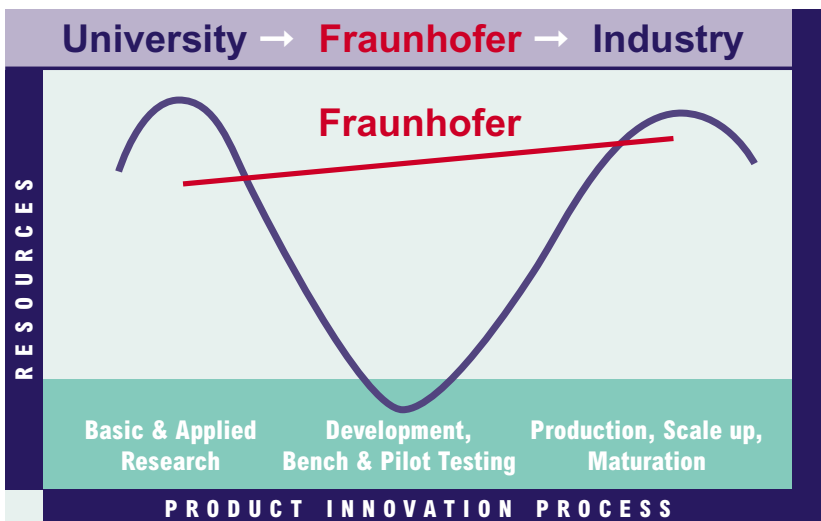 University → Fraunhofer → Industry
Fraunhofer
RESOURCES
Basic & Applied
Research
Development,
Bench & Pilot Testing
Production, Scale up,
Maturation
PRODUCT INNOVATION PROCESS